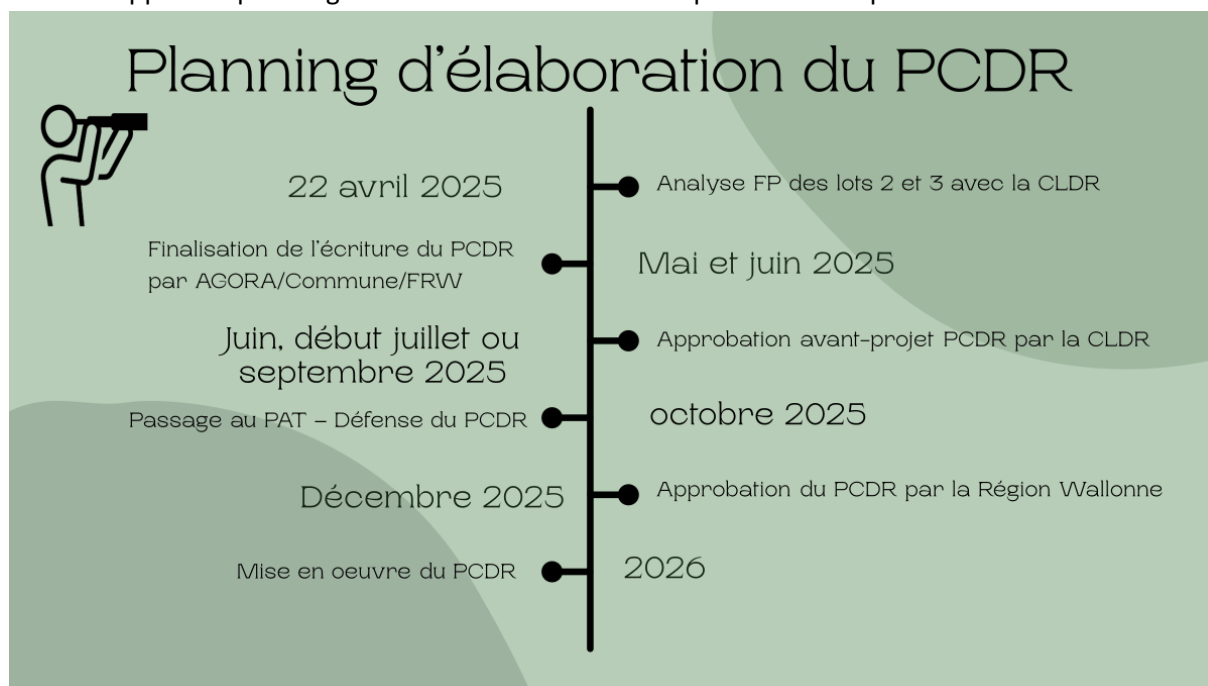 Planning d'élaboration du PCDR
22 avril 2025
Analyse FP des lots 2 et 3 avec la CLDR
Finalisation de l'écriture du PCDR
par AGORA/Commune/FRW
Mai et juin 2025
Juin, début juillet ou
septembre 2025
Approbation avant-projet PCDR par la CLDR
Passage au PAT – Défense du PCDR
octobre 2025
Décembre 2025
Approbation du PCDR par la Région Wallonne
Mise en oeuvre du PCDR
2026